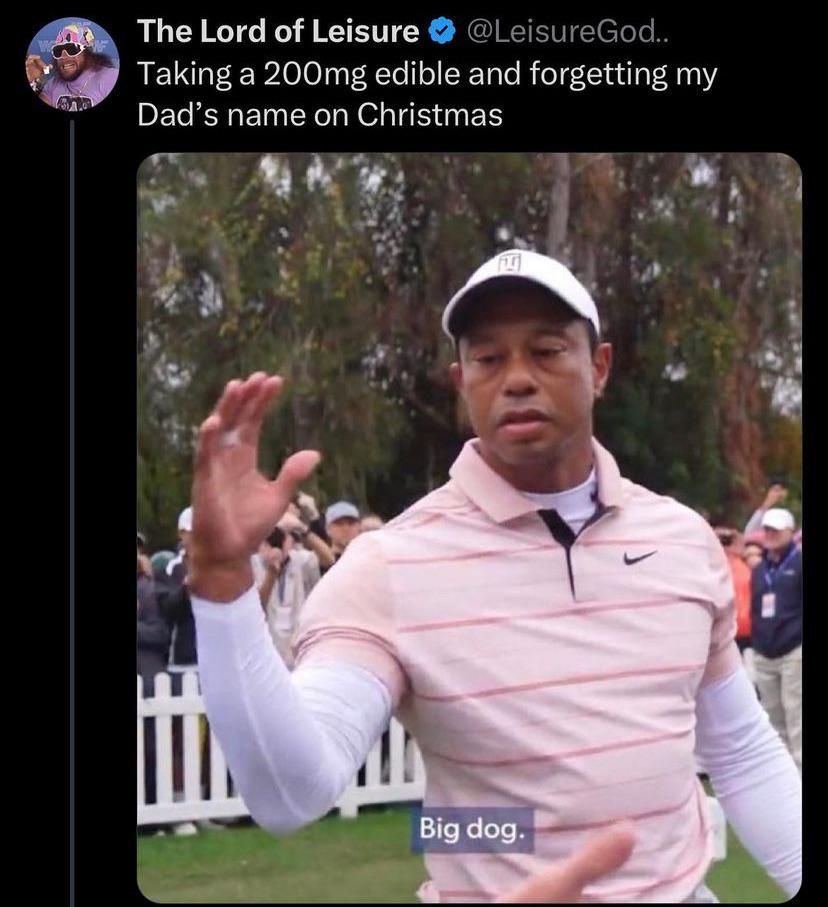 The Lord of Leisure @LeisureGod..
Taking a 200mg edible and forgetting my
Dad’s name on Christmas
Big dog.